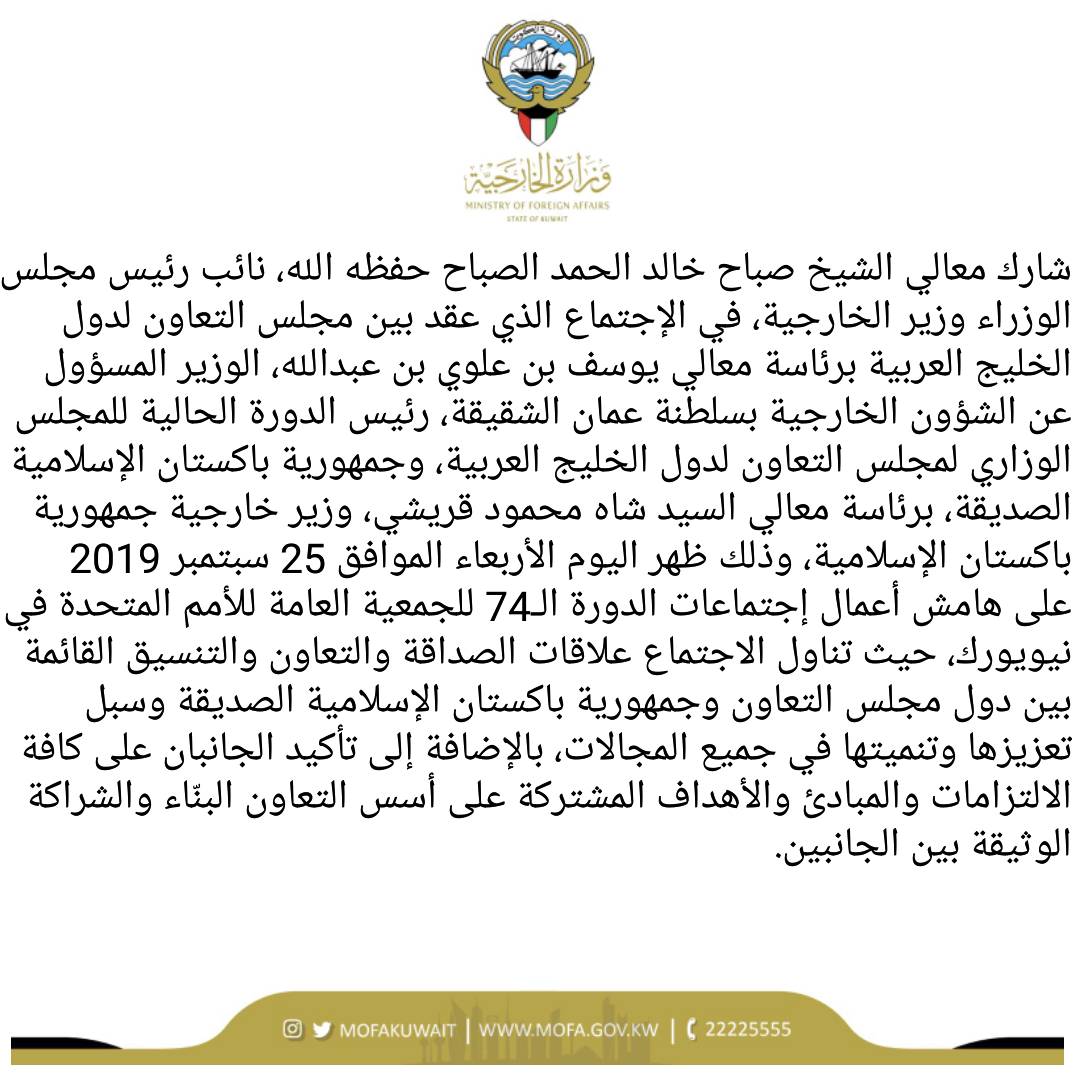 دولة الكويت
وزارة الخارجية
MINISTRY OF FOREIGN AFFAIRS
STATE OF KUWAIT
شارك معالي الشيخ صباح خالد الحمد الصباح حفظه الله، نائب رئيس مجلس
الوزراء وزير الخارجية، في الإجتماع الذي عقد بين مجلس التعاون لدول
الخليج العربية برئاسة معالي يوسف بن علوي بن عبدالله، الوزير المسؤول
عن الشؤون الخارجية بسلطنة عمان الشقيقة، رئيس الدورة الحالية للمجلس
الوزاري لمجلس التعاون لدول الخليج العربية، وجمهورية باكستان الإسلامية
الصديقة، برئاسة معالي السيد شاه محمود قريشي، وزير خارجية جمهورية
باكستان الإسلامية، وذلك ظهر اليوم الأربعاء الموافق 25 سبتمبر 2019
على هامش أعمال إجتماعات الدورة الـ74 للجمعية العامة للأمم المتحدة في
نيويورك، حيث تناول الاجتماع علاقات الصداقة والتعاون والتنسيق القائمة
بين دول مجلس التعاون وجمهورية باكستان الإسلامية الصديقة وسبل
تعزيزها وتنميتها في جميع المجالات، بالإضافة إلى تأكيد الجانبان على كافة
الالتزامات والمبادئ والأهداف المشتركة على أسس التعاون البنّاء والشراكة
الوثيقة بين الجانبين.
MOFAKUWAIT | WWW.MOFA.GOV.KW | 22225555